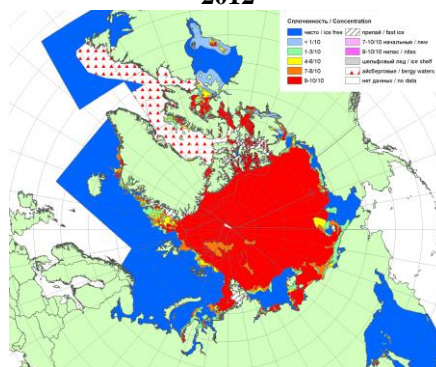 2012
Сплоченность / Concentration
чисто / ice free
< 1/10
1-3/10
4-6/10
7-8/10
9-10/10
припай / fast ice
7-10/10 начальные / new
9-10/10 нилас / nilas
шельфовый лед / ice shelf
айсберговые / bergy waters
нет данных / no data